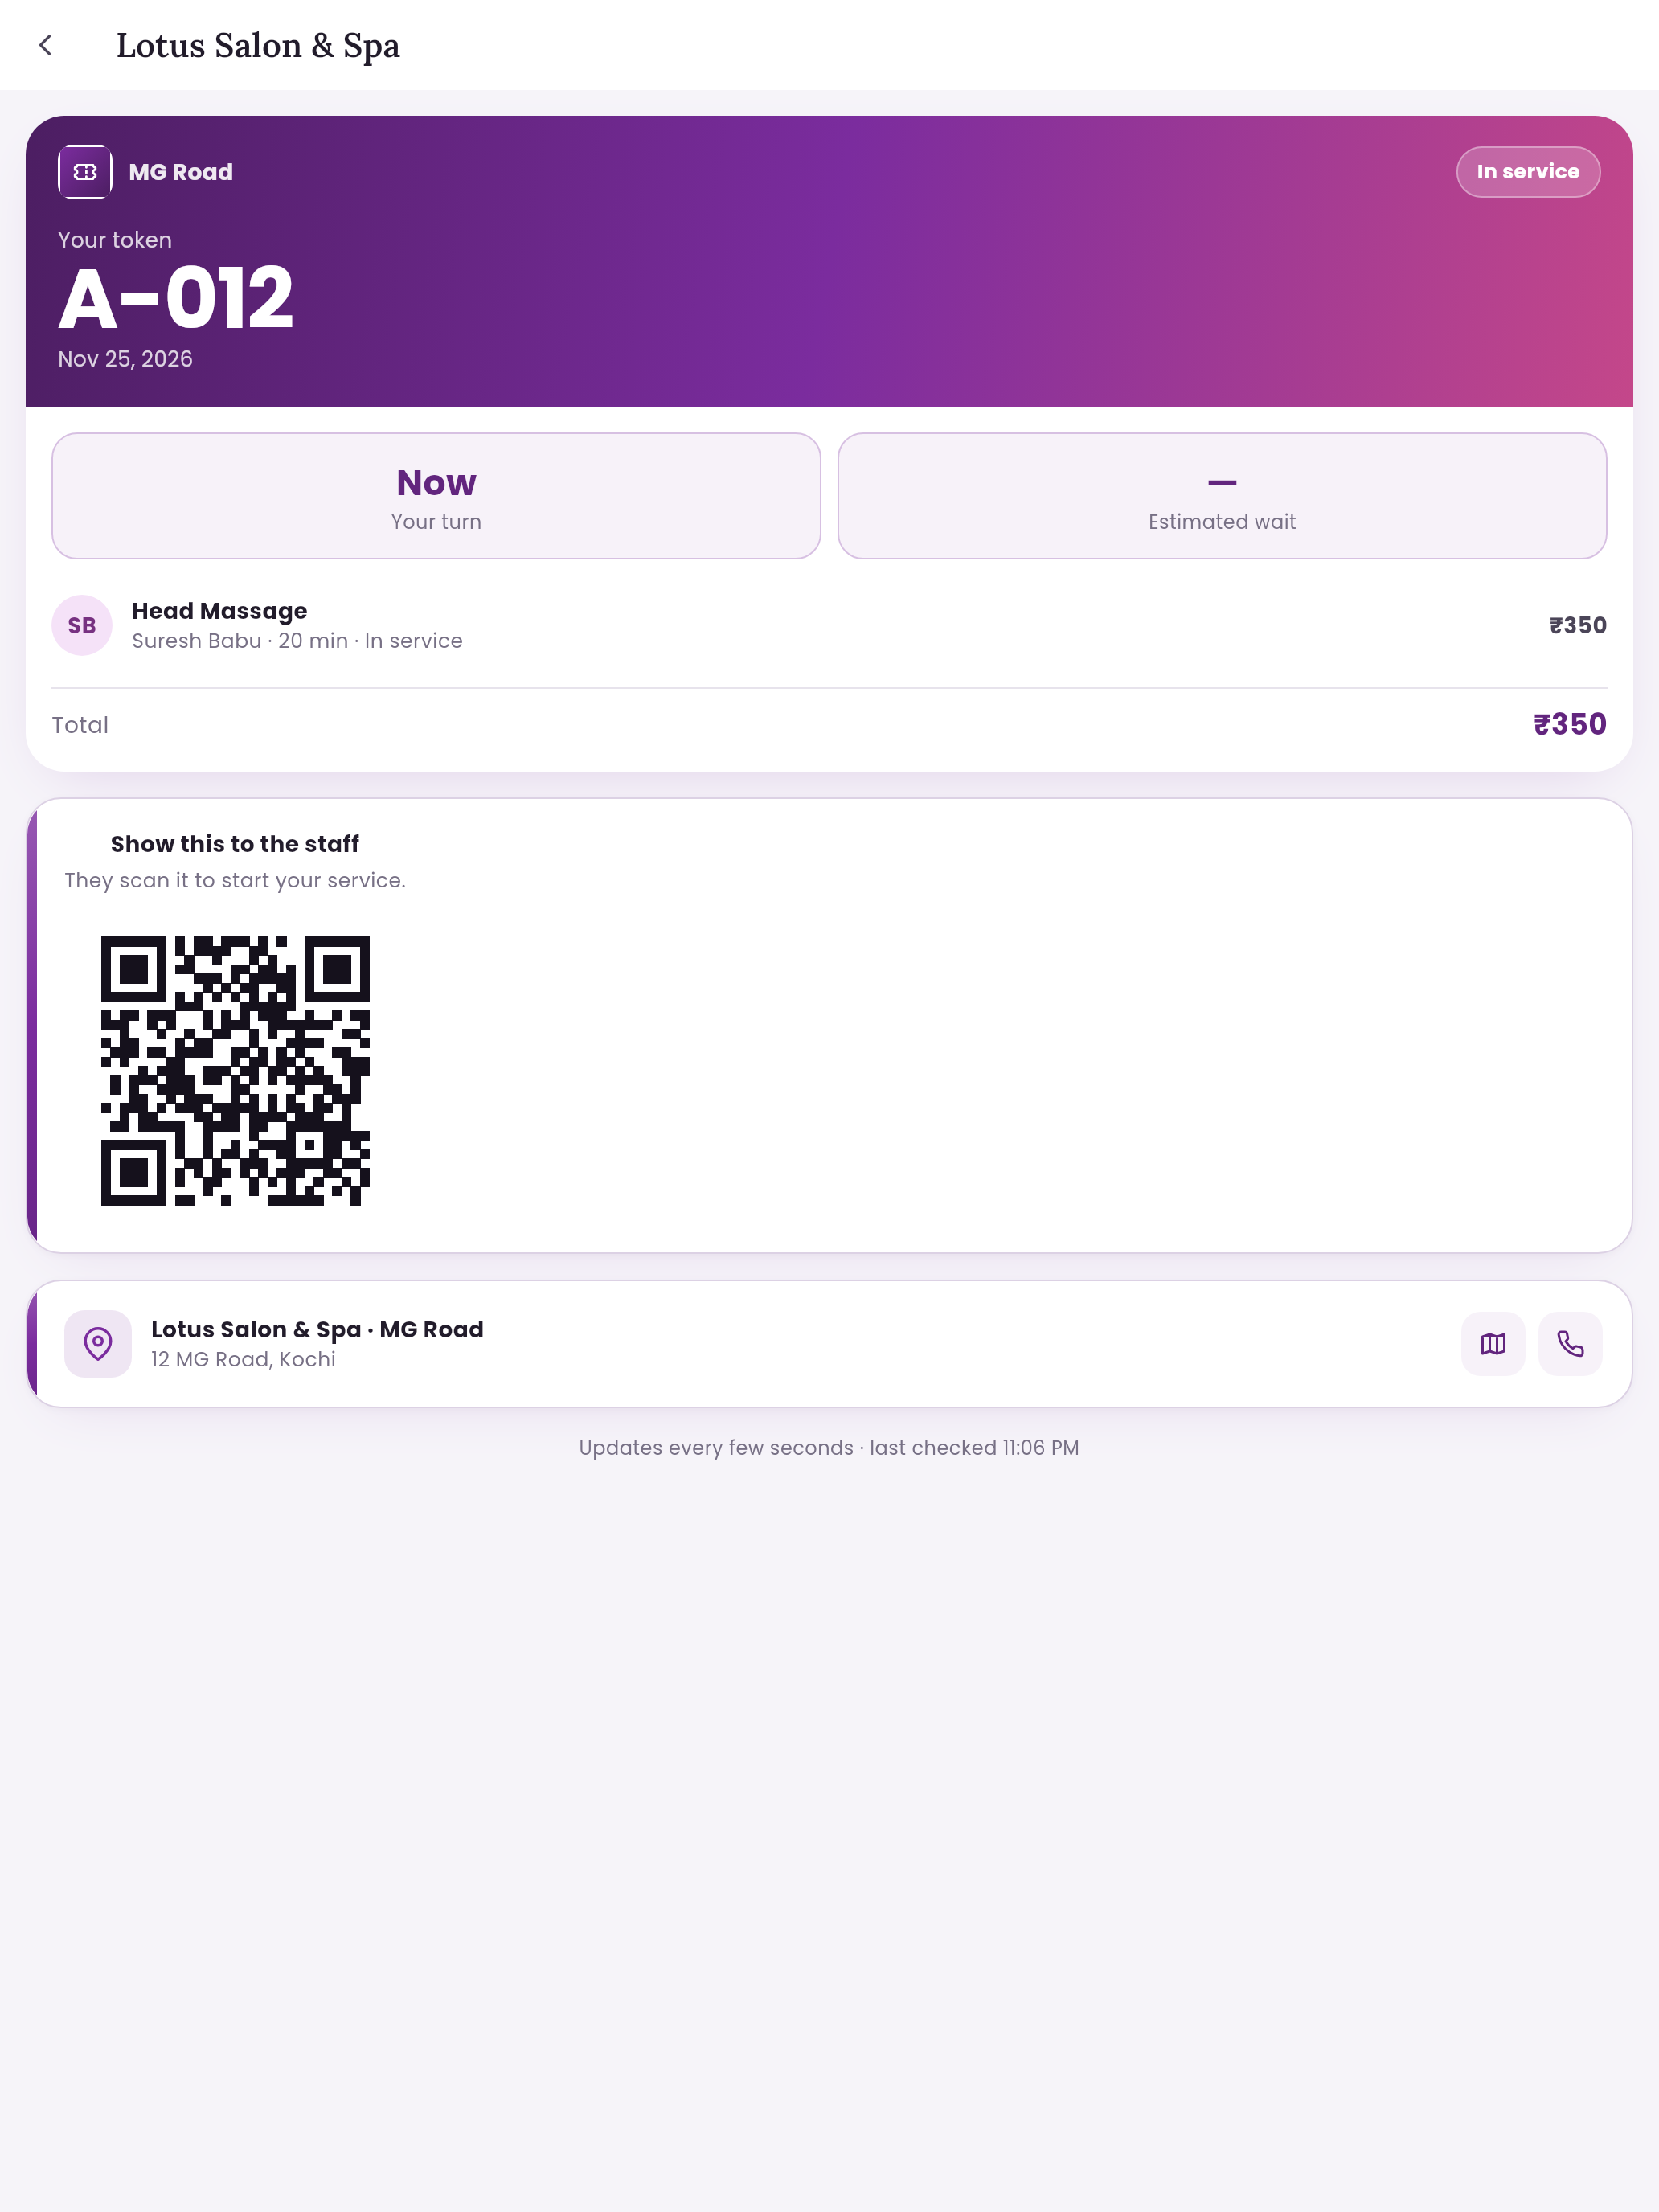 Lotus Salon & Spa
MG Road
In service
Your token
A-012
Nov 25, 2026
Now
Your turn
—
Estimated wait
SB
Head Massage
Suresh Babu · 20 min · In service
₹350
Total
₹350
Show this to the staff
They scan it to start your service.
Lotus Salon & Spa · MG Road
12 MG Road, Kochi
Updates every few seconds · last checked 11:06 PM